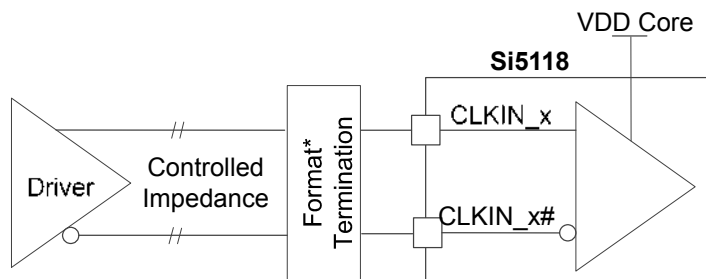 VDD Core
Si5118
CLKIN_x
Driver
Controlled
Impedance
Format*
Termination
CLKIN_x#